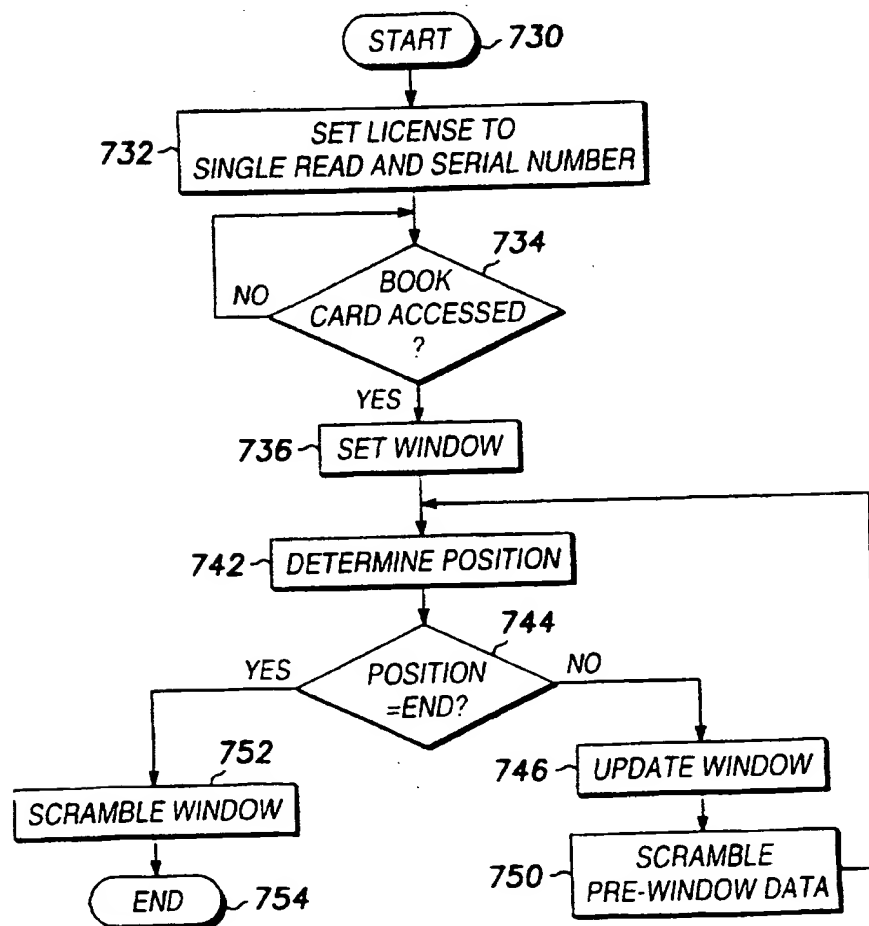 START
730
732
SET LICENSE TO
SINGLE READ AND SERIAL NUMBER
734
BOOK
CARD ACCESSED
?
NO
YES
736
SET WINDOW
742
DETERMINE POSITION
744
YES
POSITION
=END?
NO
752
SCRAMBLE WINDOW
746
UPDATE WINDOW
750
SCRAMBLE
PRE-WINDOW DATA
END
754